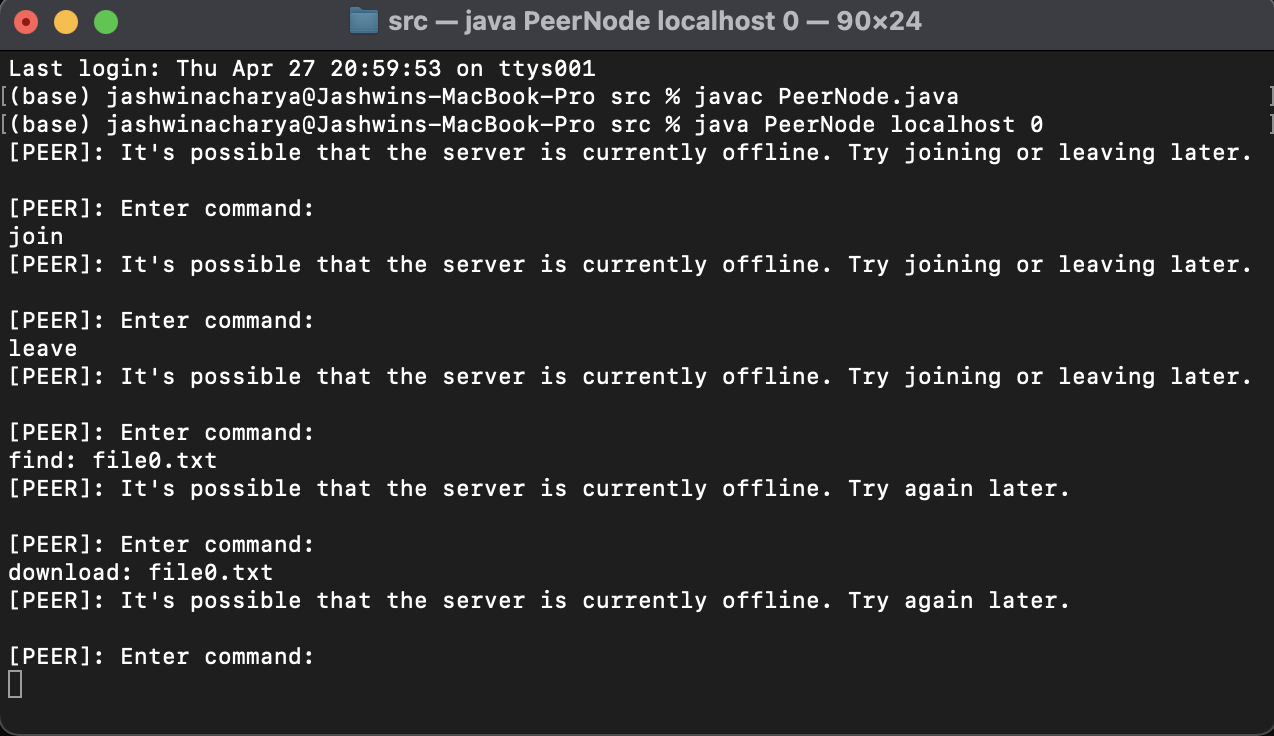 src — java PeerNode localhost 0 — 90×24
Last login: Thu Apr 27 20:59:53 on ttys001
[(base) jashwinacharya@Jashwins-MacBook-Pro src % javac PeerNode.java ]
[(base) jashwinacharya@Jashwins-MacBook-Pro src % java PeerNode localhost 0 ]
[PEER]: It's possible that the server is currently offline. Try joining or leaving later.
[PEER]: Enter command:
join
[PEER]: It's possible that the server is currently offline. Try joining or leaving later.
[PEER]: Enter command:
leave
[PEER]: It's possible that the server is currently offline. Try joining or leaving later.
[PEER]: Enter command:
find: file0.txt
[PEER]: It's possible that the server is currently offline. Try again later.
[PEER]: Enter command:
download: file0.txt
[PEER]: It's possible that the server is currently offline. Try again later.
[PEER]: Enter command: